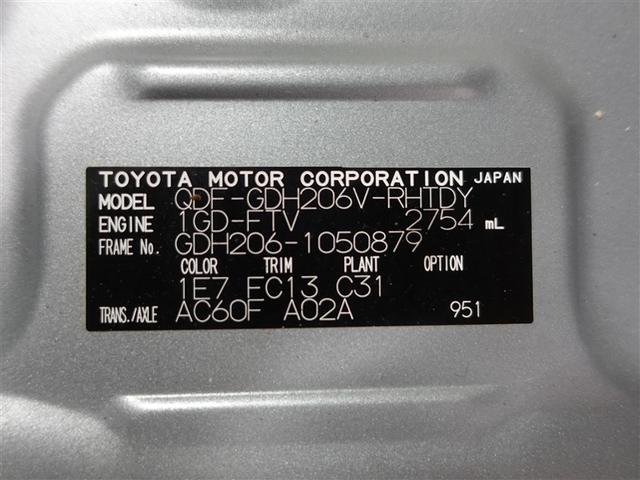 TOYOTA MOTOR CORPORATION JAPAN
MODEL QDF-GDH206V-RHTDY
ENGINE 1GD-FTV 2754 mL
FRAME No. GDH206-1050879
COLOR TRIM PLANT OPTION
1E7 FC13 C31
TRANS./AXLE AC60F A02A 951